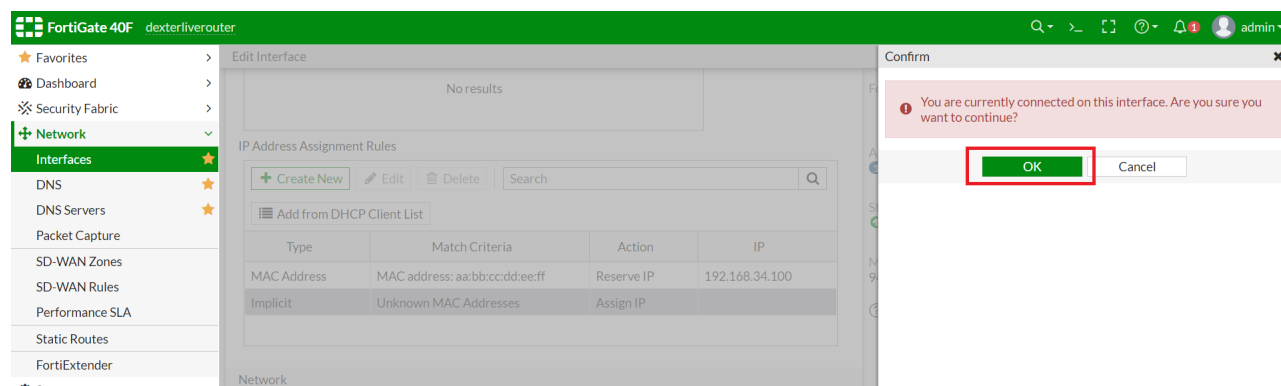 FortiGate 40F dexterliverouter
1 admin
Favorites
Dashboard
Security Fabric
Network
Interfaces
DNS
DNS Servers
Packet Capture
SD-WAN Zones
SD-WAN Rules
Performance SLA
Static Routes
FortiExtender
Edit Interface
No results
IP Address Assignment Rules
Create New Edit Delete Search
Add from DHCP Client List
Type Match Criteria Action IP
MAC Address MAC address: aa:bb:cc:dd:ee:ff Reserve IP 192.168.34.100
Implicit Unknown MAC Addresses Assign IP
Network
Confirm
You are currently connected on this interface. Are you sure you
want to continue?
OK Cancel